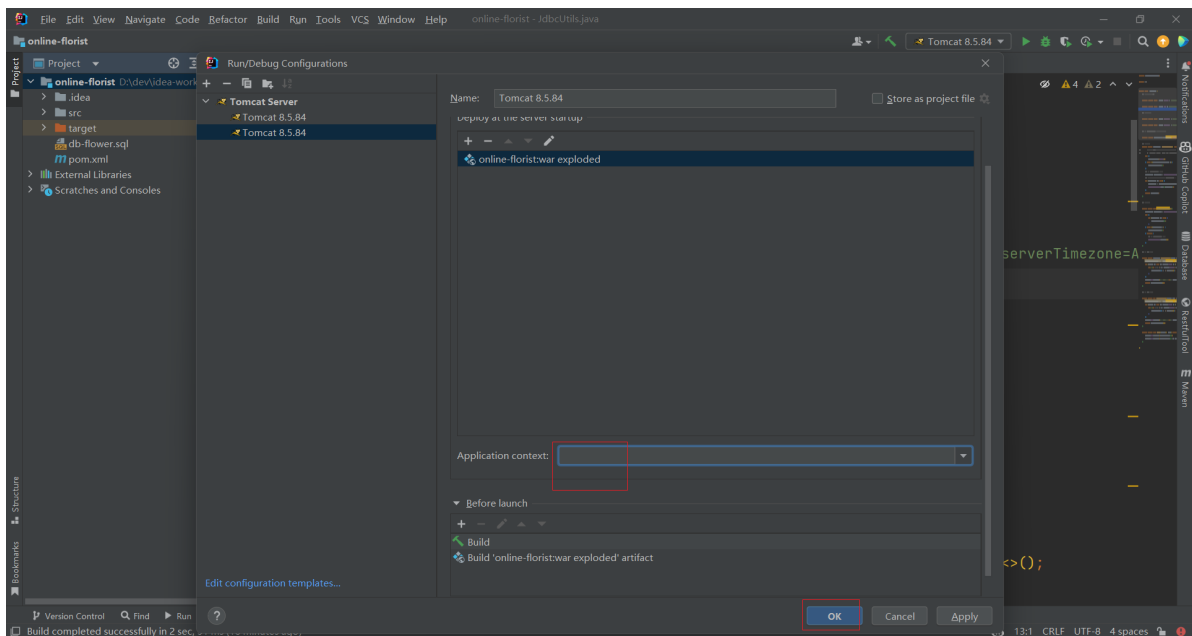 File Edit View Navigate Code Refactor Build Run Tools VCS Window Help online-florist - JdbcUtils.java
online-florist
Tomcat 8.5.84
Project
Project
online-florist D:\dev\idea-work
.idea
src
target
db-flower.sql
pom.xml
External Libraries
Scratches and Consoles
Structure
Bookmarks
Run/Debug Configurations
Tomcat Server
Tomcat 8.5.84
Tomcat 8.5.84
Edit configuration templates...
Name: Tomcat 8.5.84
Store as project file
Deploy at the server startup
online-florist:war exploded
Application context:
Before launch
Build
Build 'online-florist:war exploded' artifact
OK Cancel Apply
4 2
serverTimezone=A
<>();
Notifications
GitHub Copilot
Database
RestfulTool
Maven
Version Control Find Run
Build completed successfully in 2 sec,
13:1 CRLF UTF-8 4 spaces